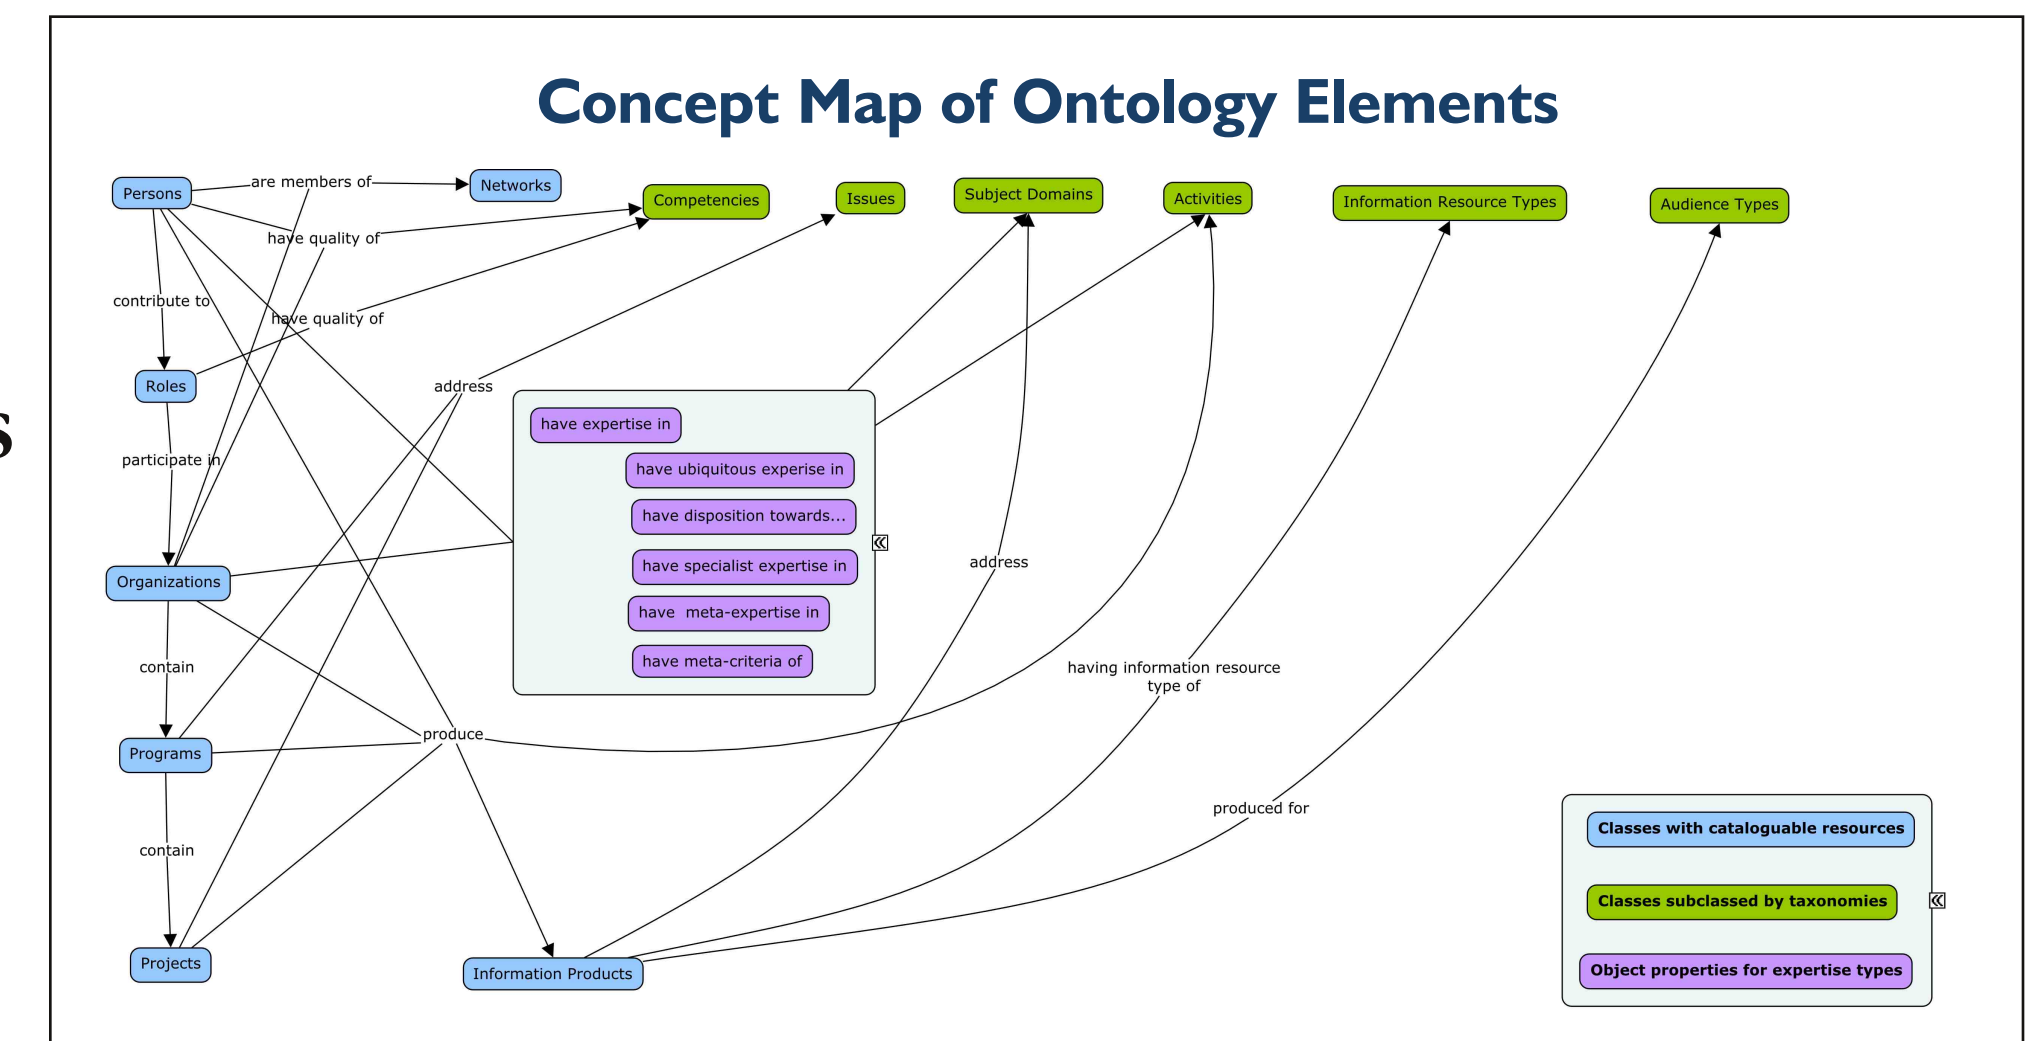 Concept Map of Ontology Elements
Persons
are members of
Networks
Competencies
Issues
Subject Domains
Activities
Information Resource Types
Audience Types
have quality of
contribute to
have quality of
Roles
address
have expertise in
participate in
have ubiquitous experise in
have disposition towards...
have specialist expertise in
address
Organizations
have meta-expertise in
have meta-criteria of
contain
having information resource
type of
produce
Programs
produced for
contain
Projects
Information Products
Classes with cataloguable resources
Classes subclassed by taxonomies
Object properties for expertise types
s